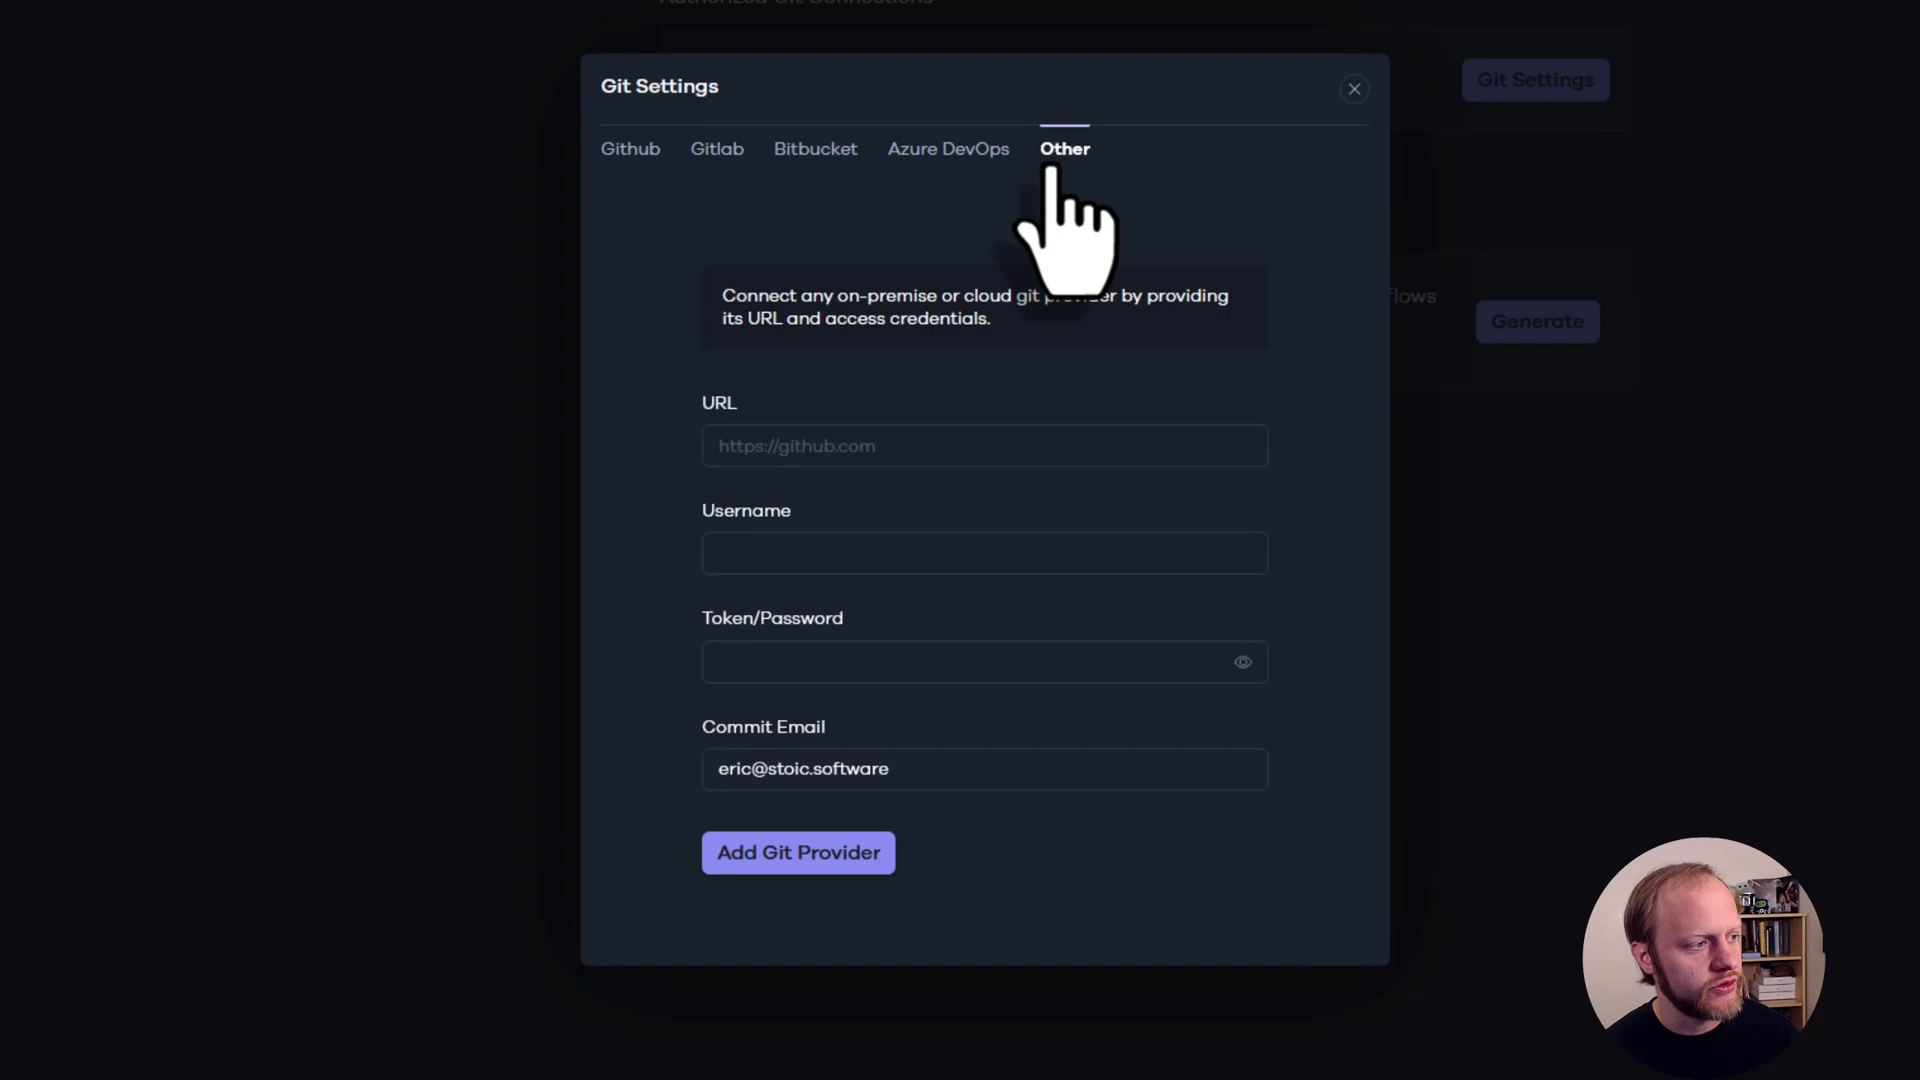 Authorized Git Connections
Git Settings
Git Settings
Github Gitlab Bitbucket Azure DevOps Other
Connect any on-premise or cloud git provider by providing
its URL and access credentials.
flows
Generate
URL
https://github.com
Username
Token/Password
Commit Email
eric@stoic.software
Add Git Provider